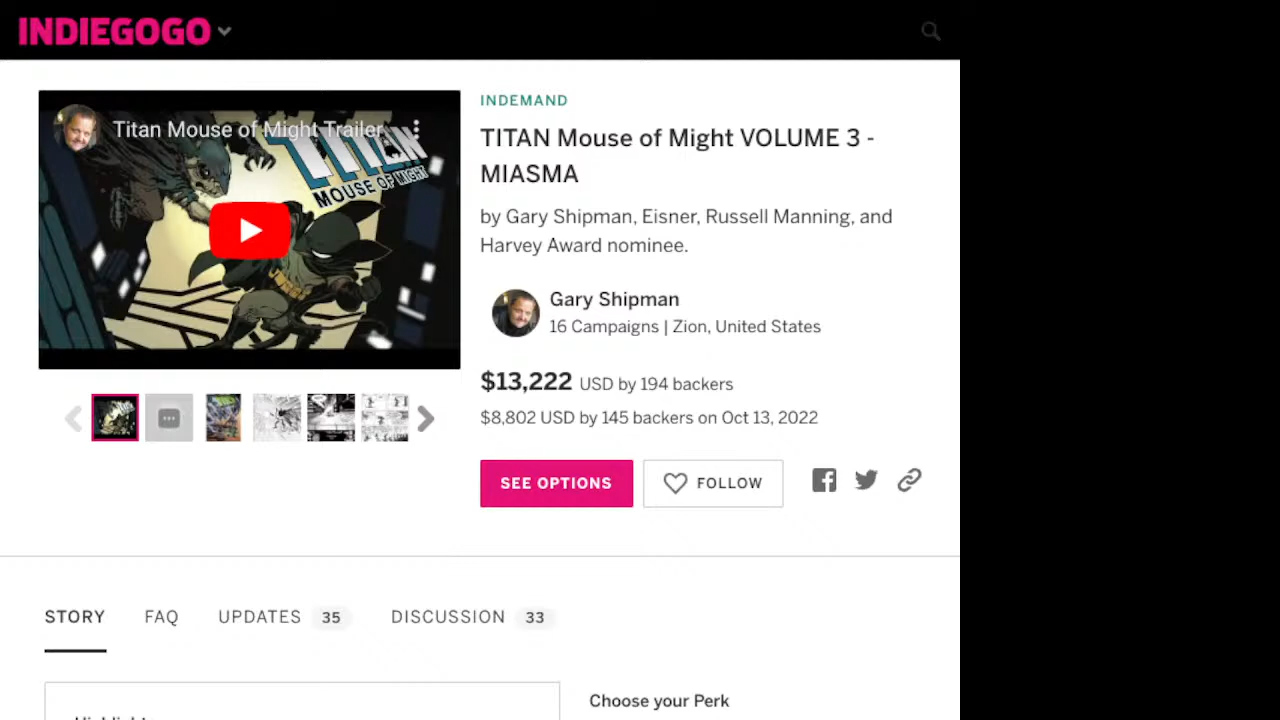 INDIEGOGO
Titan Mouse of Might Trailer
TITAN
MOUSE OF MIGHT
INDEMAND
TITAN Mouse of Might VOLUME 3 -
MIASMA
by Gary Shipman, Eisner, Russell Manning, and
Harvey Award nominee.
Gary Shipman
16 Campaigns | Zion, United States
$13,222 USD by 194 backers
$8,802 USD by 145 backers on Oct 13, 2022
SEE OPTIONS
FOLLOW
STORY FAQ UPDATES 35 DISCUSSION 33
Choose your Perk